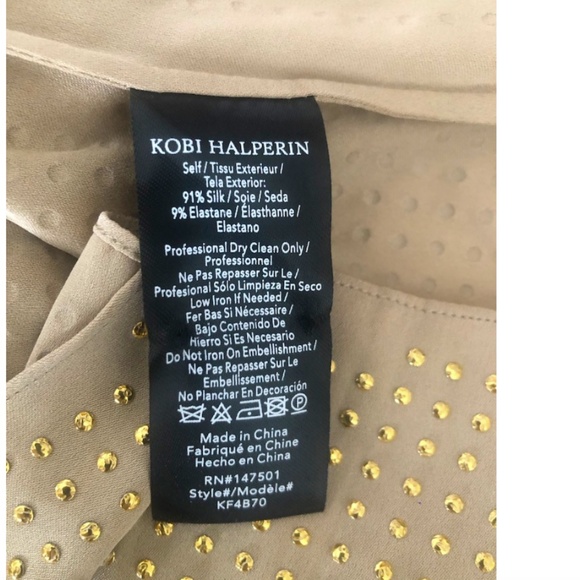 KOBI HALPERIN
Self / Tissu Exterieur /
Tela Exterior:
91% Silk / Soie / Seda
9% Elastane / Élasthanne /
Elastano
Professional Dry Clean Only /
Professionnel
Ne Pas Repasser Sur Le /
Profesional Sólo Limpieza En Seco
Low Iron If Needed /
Fer Bas Si Nécessaire /
Bajo Contenido De
Hierro Si Es Necesario
Do Not Iron On Embellishment /
Ne Pas Repasser Sur Le
Embellissement /
No Planchar En Decoración
Made in China
Fabriqué en Chine
Hecho en China
RN#147501
Style#/Modèle#
KF4B70